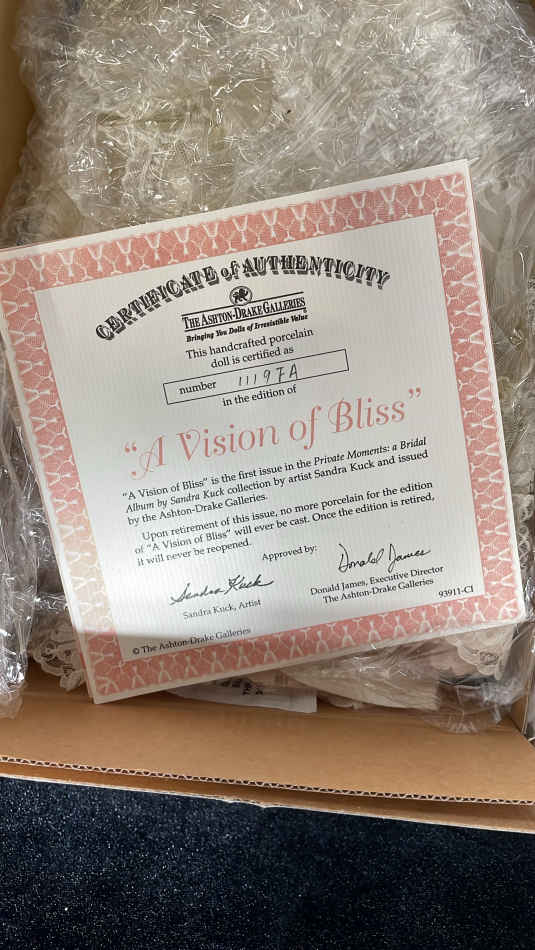 CERTIFICATE of AUTHENTICITY
THE ASHTON-DRAKE GALLERIES
Bringing You Dolls of Irresistible Value
This handcrafted porcelain
doll is certified as
number 11197A
in the edition of
"A Vision of Bliss"
"A Vision of Bliss" is the first issue in the Private Moments: a Bridal
Album by Sandra Kuck collection by artist Sandra Kuck and issued
by the Ashton-Drake Galleries.
Upon retirement of this issue, no more porcelain for the edition
of "A Vision of Bliss" will ever be cast. Once the edition is retired,
it will never be reopened.
Approved by:
Sandra Kuck
Donald James
Sandra Kuck, Artist
Donald James, Executive Director
The Ashton-Drake Galleries
93911-CI
© The Ashton-Drake Galleries